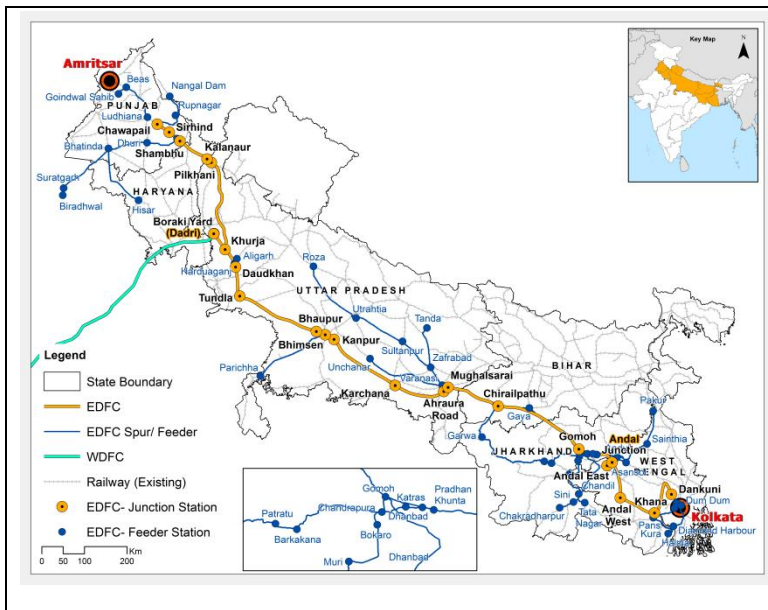 Key Map
N
Amritsar
Beas
Nangal Dam
Goindwal Sahib
PUNJAB
Rupnagar
Ludhiana
Sirhind
Chawapail
Dhuri
Shambhu
Kalanaur
Bhatinda
Pilkhani
Suratgarh
HARYANA
Biradhwal
Hisar
Boraki Yard
(Dadri)
Khurja
Aligarh
Roza
Harduaganj
Daudkhan
UTTAR PRADESH
Tundla
Utrahtia
Tanda
Bhaupur
Kanpur
Bhimsen
Sultanpur
Zafrabad
BIHAR
Unchahar
Varanasi
Mughalsarai
Parichha
Karchana
Chirailpathu
Pakur
Ahraura
Road
Gaya
Garwa
Gomoh
Andal
Sainthia
JHARKHAND
Junction
WEST
BENGAL
Asansol
Andal East
Chandil
Dankuni
Sini
Khana
Dum Dum
Tata
Nagar
Chakradharpur
Andal
West
Kolkata
Pans
Kura
Diamond Harbour
Legend
State Boundary
EDFC
EDFC Spur/ Feeder
WDFC
Railway (Existing)
EDFC- Junction Station
EDFC- Feeder Station
0 50 100 200
Km
Gomoh
Pradhan
Khunta
Katras
Patratu
Chandrapura
Dhanbad
Barkakana
Bokaro
Muri
Dhanbad